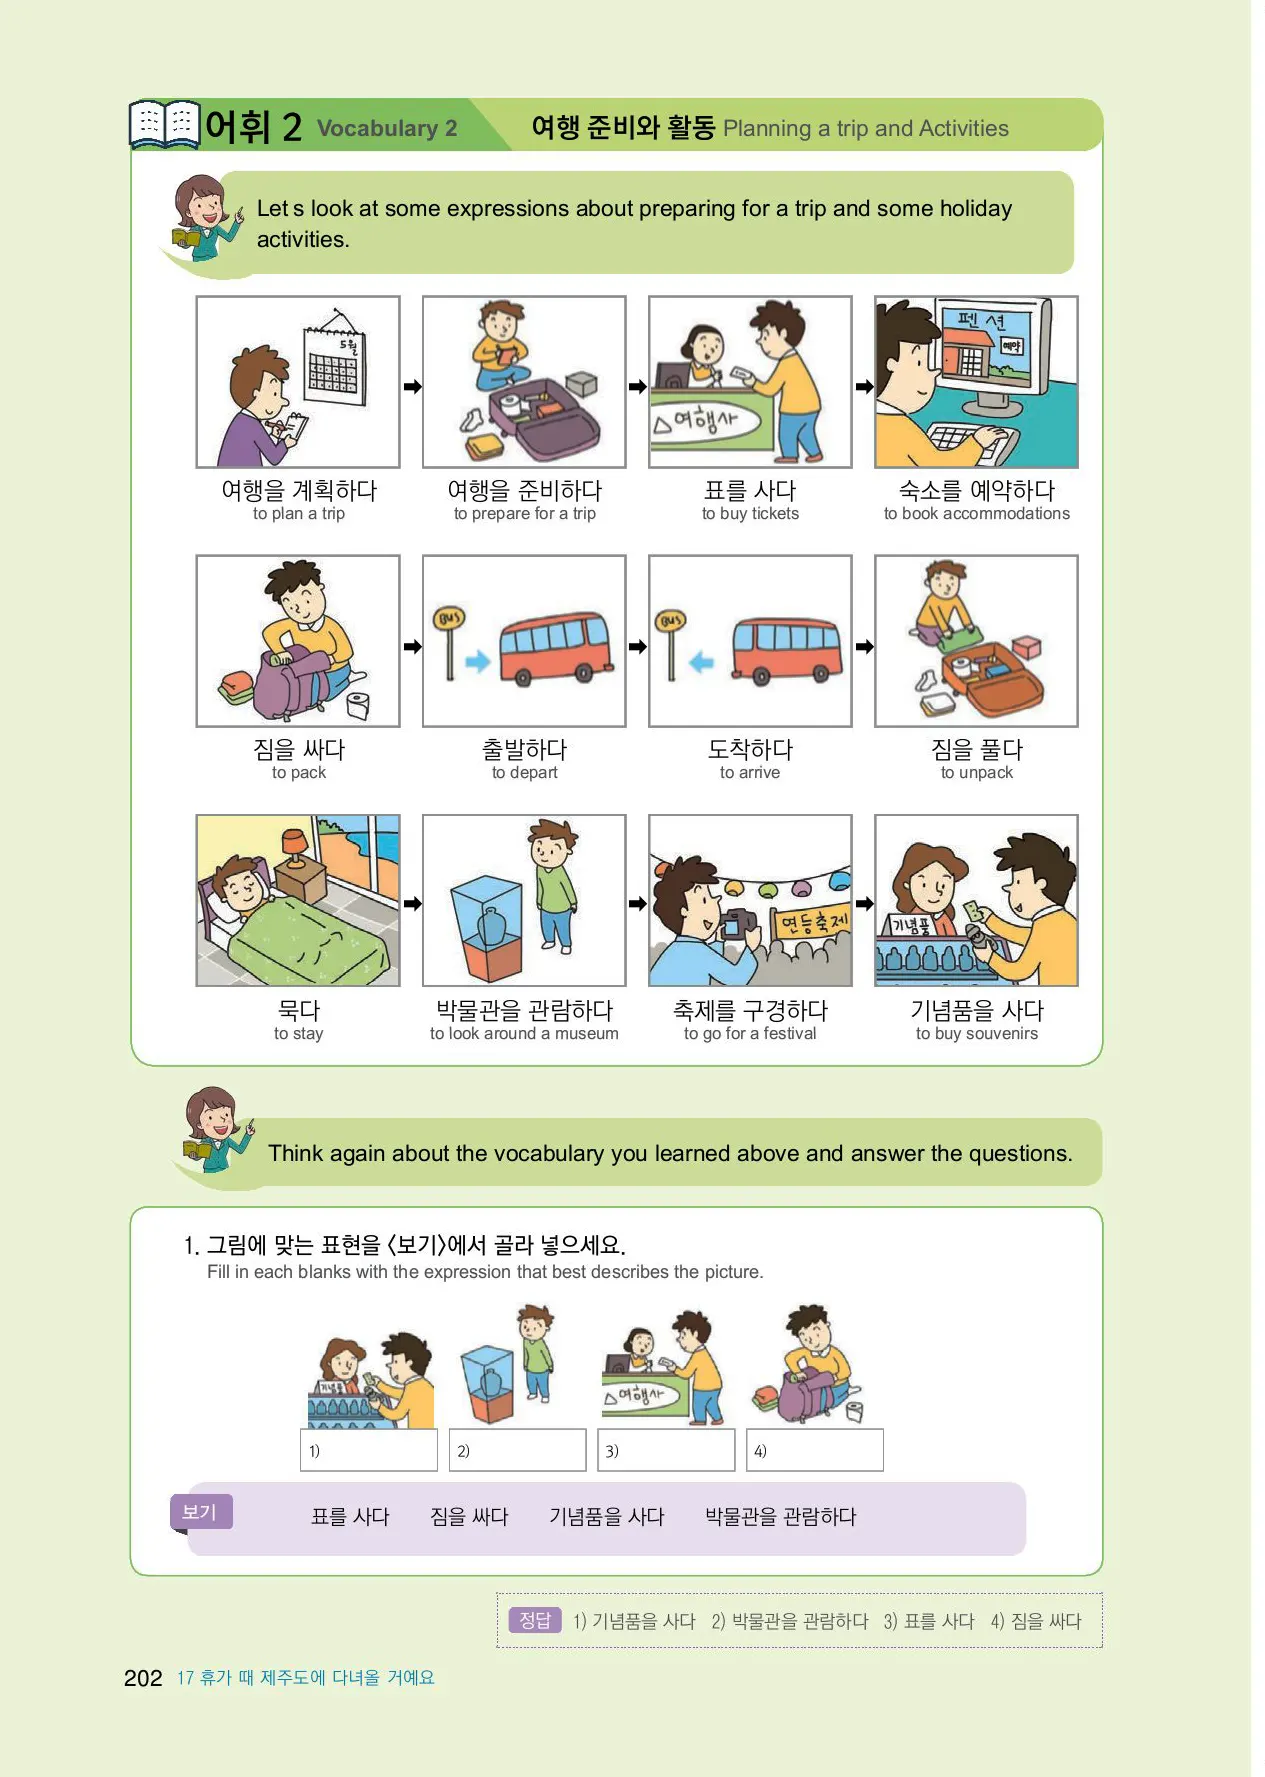 어휘 2 Vocabulary 2 여행 준비와 활동 Planning a trip and Activities
Let s look at some expressions about preparing for a trip and some holiday
activities.
5월
△여행사
펜션
예약
여행을 계획하다 여행을 준비하다 표를 사다 숙소를 예약하다
to plan a trip to prepare for a trip to buy tickets to book accommodations
BUS
BUS
짐을 싸다 출발하다 도착하다 짐을 풀다
to pack to depart to arrive to unpack
연등축제
기념품
묵다 박물관을 관람하다 축제를 구경하다 기념품을 사다
to stay to look around a museum to go for a festival to buy souvenirs
Think again about the vocabulary you learned above and answer the questions.
1. 그림에 맞는 표현을 〈보기〉에서 골라 넣으세요.
Fill in each blanks with the expression that best describes the picture.
기념품
△여행사
1) 2) 3) 4)
보기 표를 사다 짐을 싸다 기념품을 사다 박물관을 관람하다
정답 1) 기념품을 사다 2) 박물관을 관람하다 3) 표를 사다 4) 짐을 싸다
202 17 휴가 때 제주도에 다녀올 거예요